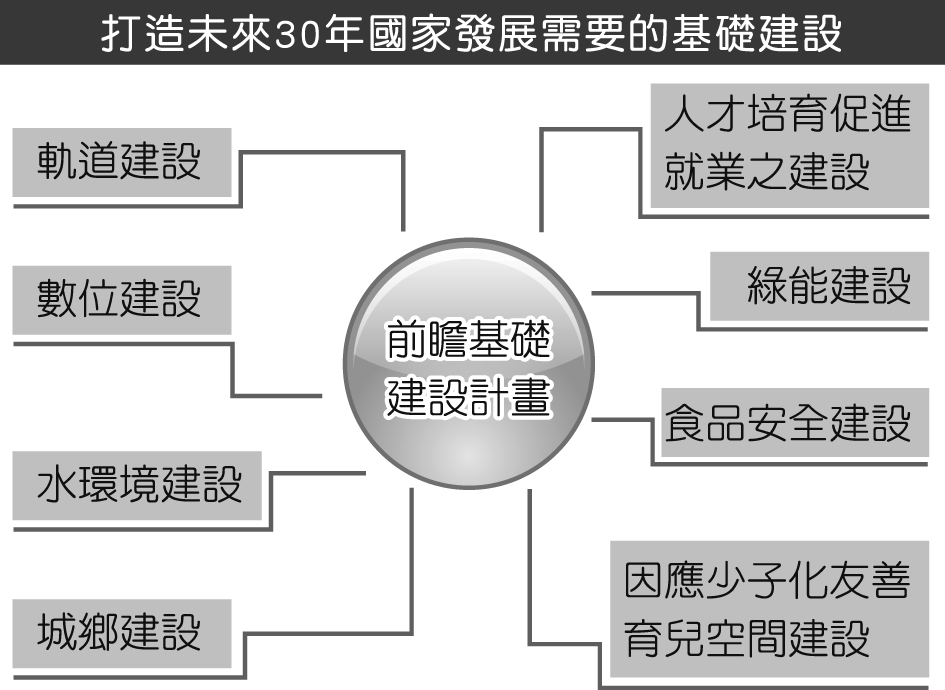 打造未來30年國家發展需要的基礎建設
軌道建設
數位建設
水環境建設
城鄉建設
前瞻基礎
建設計畫
人才培育促進
就業之建設
綠能建設
食品安全建設
因應少子化友善
育兒空間建設